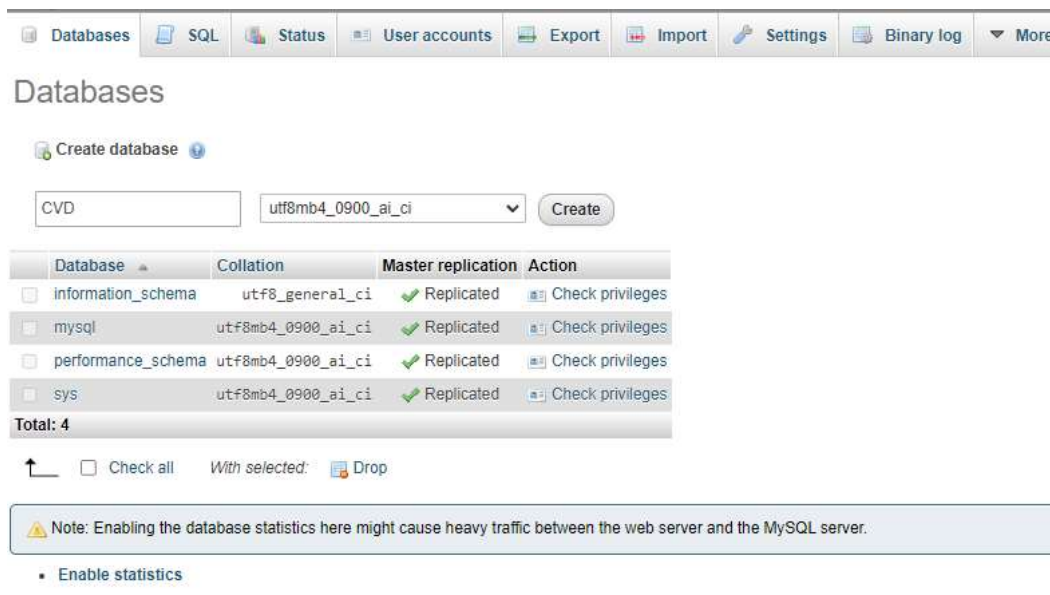 Databases SQL Status User accounts Export Import Settings Binary log More
Databases
Create database
CVD utf8mb4_0900_ai_ci Create
Database Collation Master replication Action
information_schema utf8_general_ci Replicated Check privileges
mysql utf8mb4_0900_ai_ci Replicated Check privileges
performance_schema utf8mb4_0900_ai_ci Replicated Check privileges
sys utf8mb4_0900_ai_ci Replicated Check privileges
Total: 4
Check all With selected: Drop
Note: Enabling the database statistics here might cause heavy traffic between the web server and the MySQL server.
• Enable statistics